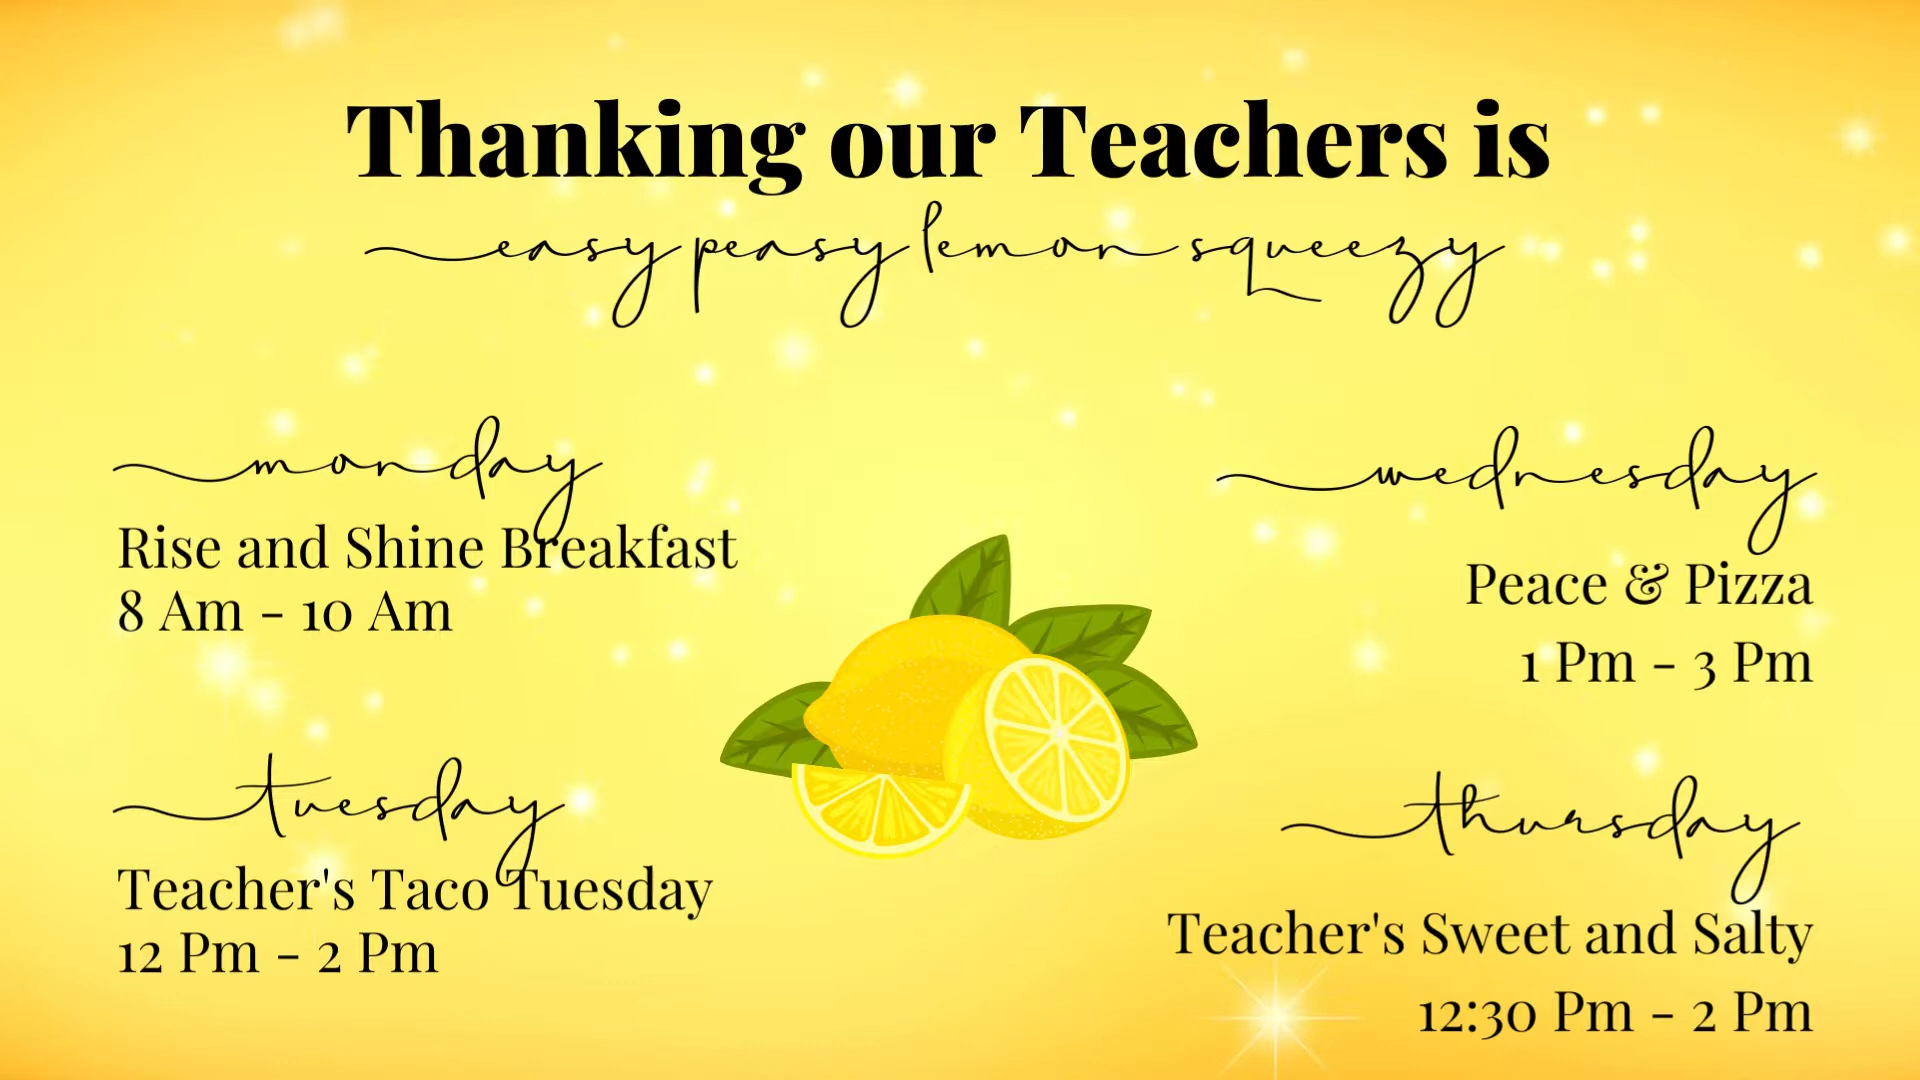 Thanking our Teachers is
easy peasy lemon squeezy
monday
Rise and Shine Breakfast
8 Am - 10 Am
tuesday
Teacher's Taco Tuesday
12 Pm - 2 Pm
wednesday
Peace & Pizza
1 Pm - 3 Pm
thursday
Teacher's Sweet and Salty
12:30 Pm - 2 Pm